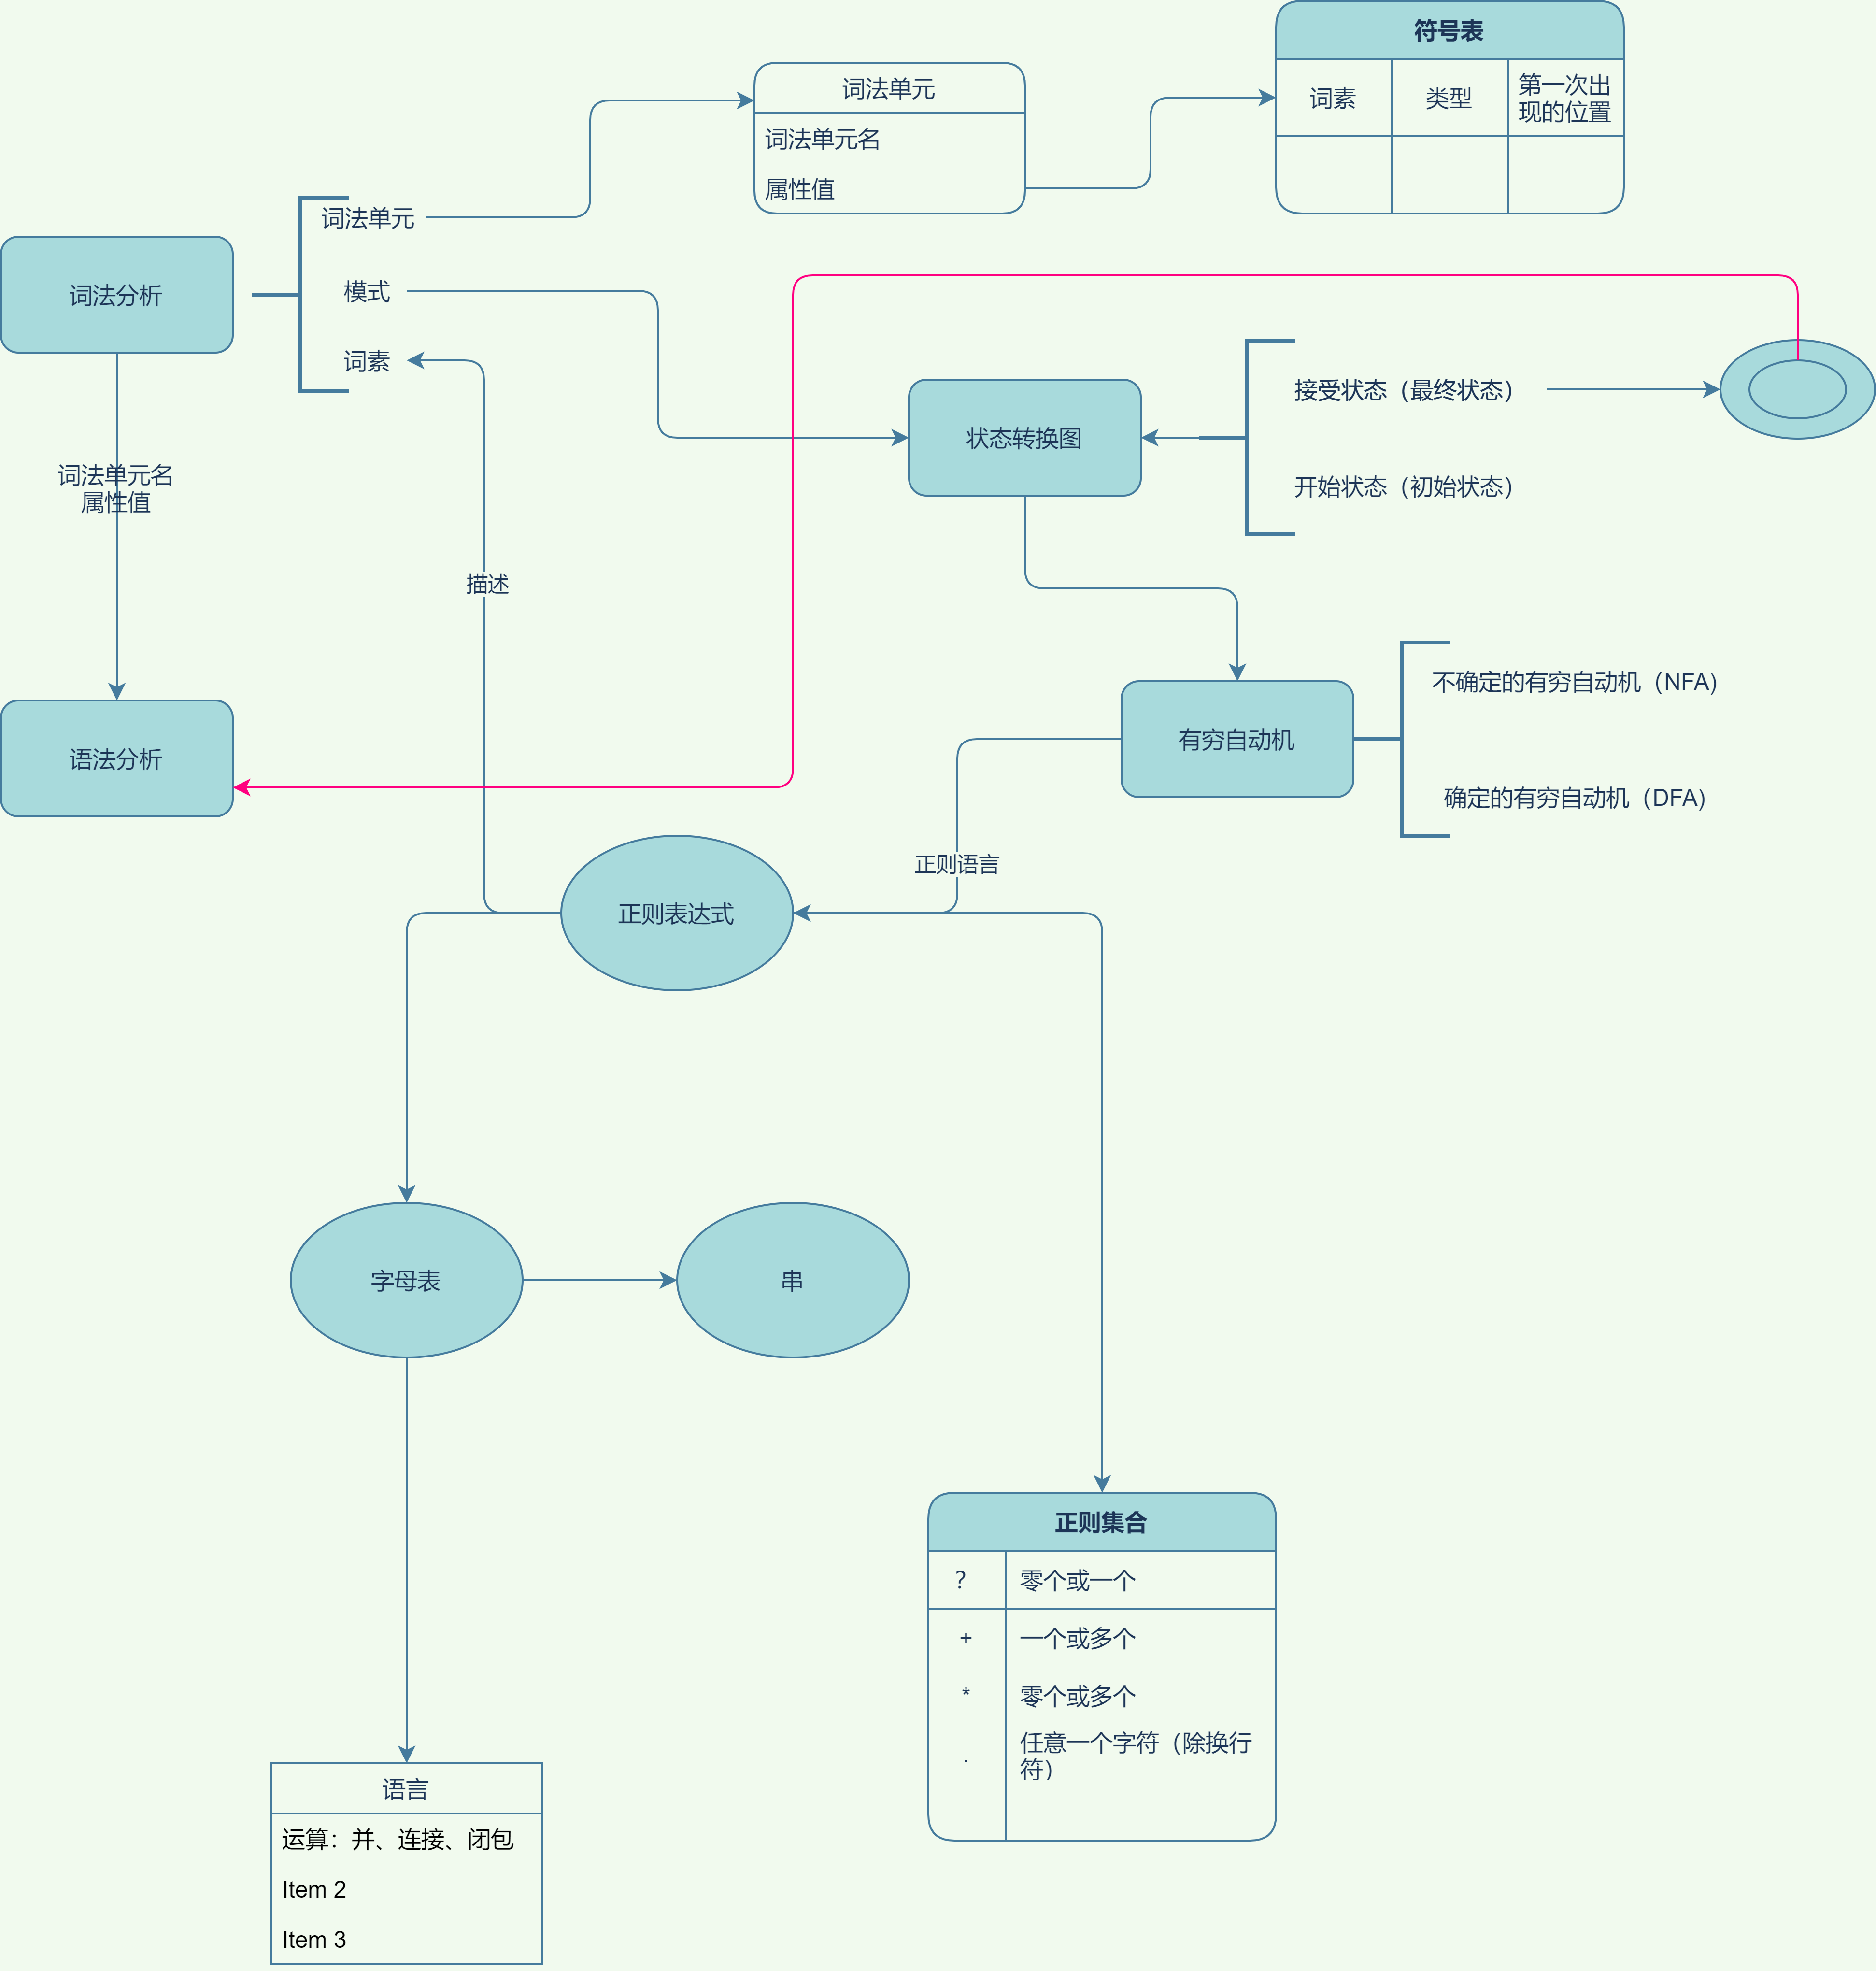 符号表
词素
类型
第一次出
现的位置
词法单元
词法单元名
属性值
词法单元
模式
词素
词法分析
接受状态（最终状态）
状态转换图
开始状态（初始状态）
词法单元名
属性值
描述
不确定的有穷自动机（NFA）
有穷自动机
语法分析
确定的有穷自动机（DFA）
正则语言
正则表达式
字母表
串
正则集合
？
零个或一个
+
一个或多个
*
零个或多个
.
任意一个字符（除换行
符）
语言
运算：并、连接、闭包
Item 2
Item 3